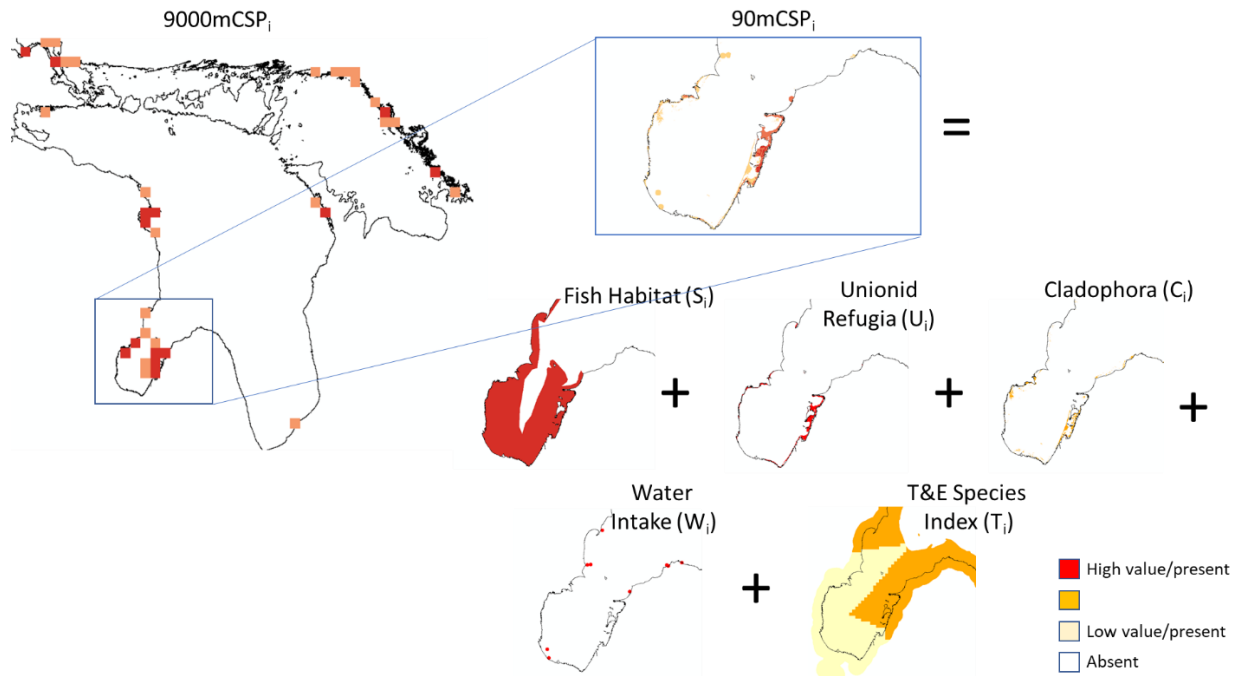 9000mCSPi
90mCSPi
=
Fish Habitat (Si)
+
Unionid
Refugia (Ui)
+
Cladophora (Ci)
+
Water
Intake (Wi)
+
T&E Species
Index (Ti)
High value/present
Low value/present
Absent